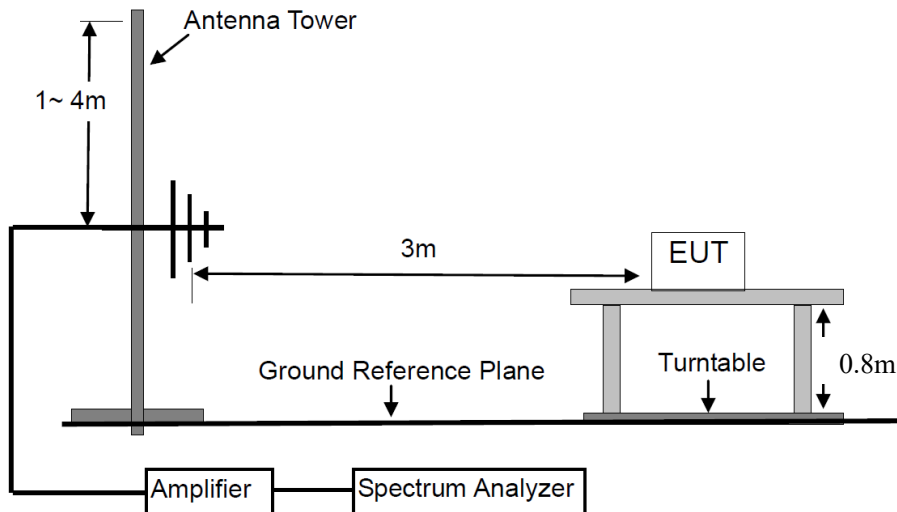 Antenna Tower
1~ 4m
3m
EUT
Ground Reference Plane
Turntable
0.8m
Amplifier
Spectrum Analyzer